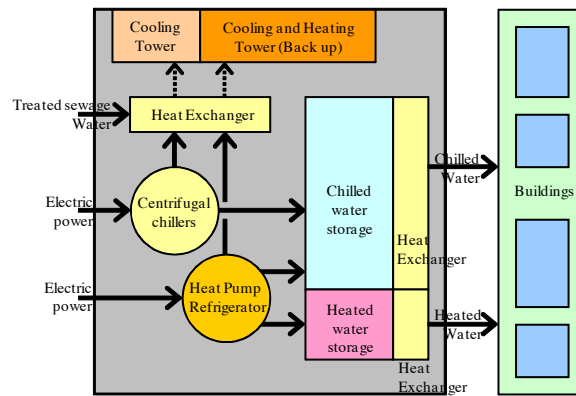 Cooling
Tower
Cooling and Heating
Tower (Back up)
Treated sewage
Water
Heat Exchanger
Electric
power
Centrifugal
chillers
Chilled
water
storage
Heat
Exchanger
Chilled
Water
Buildings
Electric
power
Heat Pump
Refrigerator
Heated
water
storage
Heat
Exchanger
Heated
Water